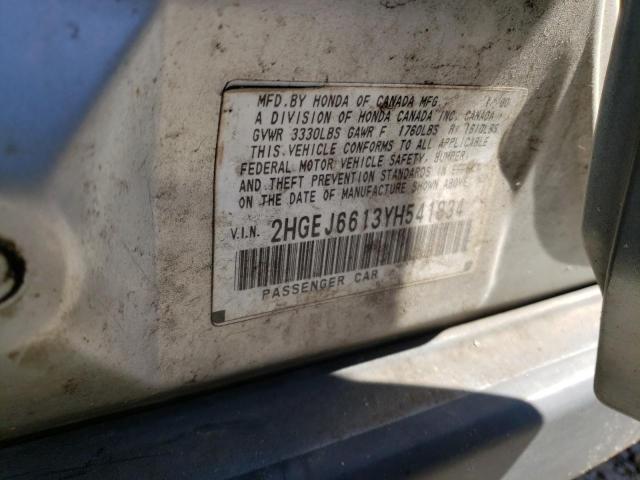 MFD.BY HONDA OF CANADA MFG.
A DIVISION OF HONDA CANADA INC. CANADA
GVWR 3330LBS GAWR F 1760LBS R 1610LBS
THIS VEHICLE CONFORMS TO ALL APPLICABLE
FEDERAL MOTOR VEHICLE SAFETY, BUMPER,
AND THEFT PREVENTION STANDARDS IN EFFECT
ON THE DATE OF MANUFACTURE SHOWN ABOVE.
V.I.N. 2HGEJ6613YH541834
PASSENGER CAR